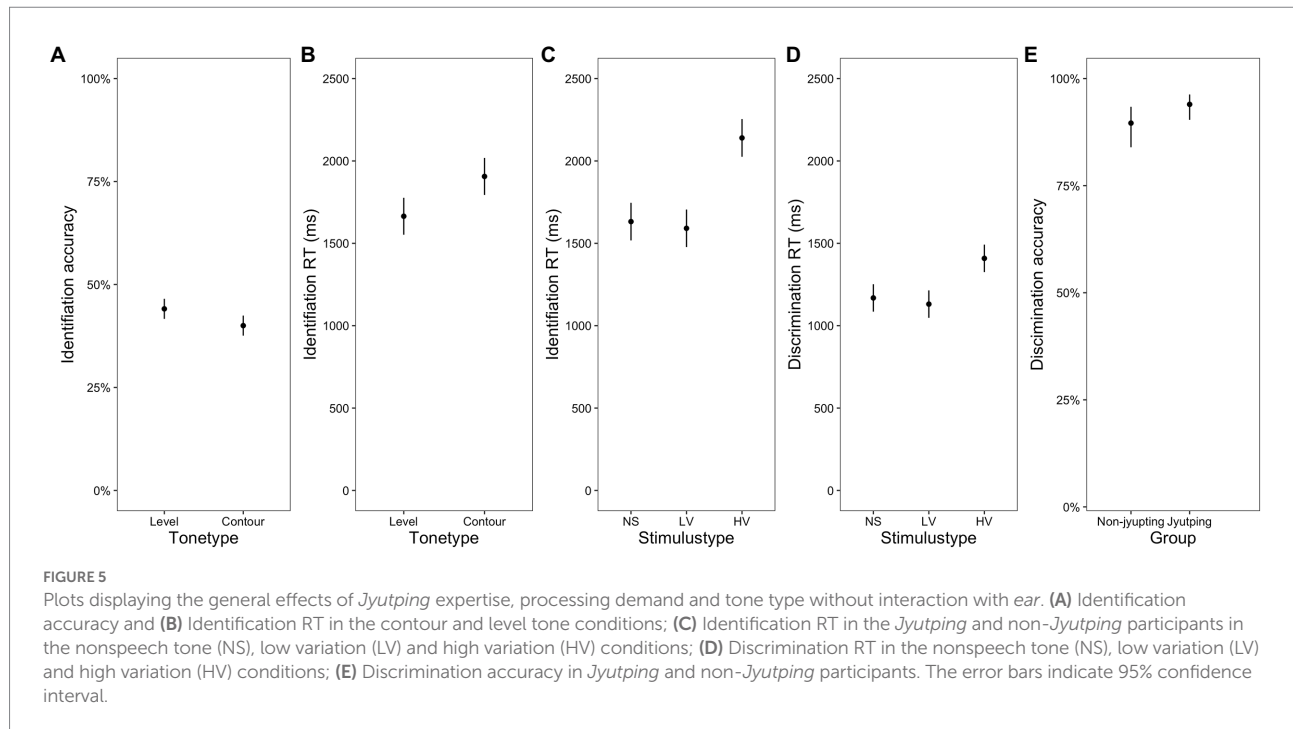 A
B
C
D
E
100%
75%
50%
25%
0%
Identifiation accuracy
Level Contour
Tonetype
2500
2000
1500
1000
500
0
Identifiation RT (ms)
Level Contour
Tonetype
2500
2000
1500
1000
500
0
Identifiation RT (ms)
NS LV HV
Stimulustype
2500
2000
1500
1000
500
0
Discrimination RT (ms)
NS LV HV
Stimulustype
100%
75%
50%
25%
0%
Discimination accuracy
Non-jyupting Jyutping
Group
FIGURE 5
Plots displaying the general effects of Jyutping expertise, processing demand and tone type without interaction with ear. (A) Identification
accuracy and (B) Identification RT in the contour and level tone conditions; (C) Identification RT in the Jyutping and non-Jyutping participants in
the nonspeech tone (NS), low variation (LV) and high variation (HV) conditions; (D) Discrimination RT in the nonspeech tone (NS), low variation (LV)
and high variation (HV) conditions; (E) Discrimination accuracy in Jyutping and non-Jyutping participants. The error bars indicate 95% confidence
interval.